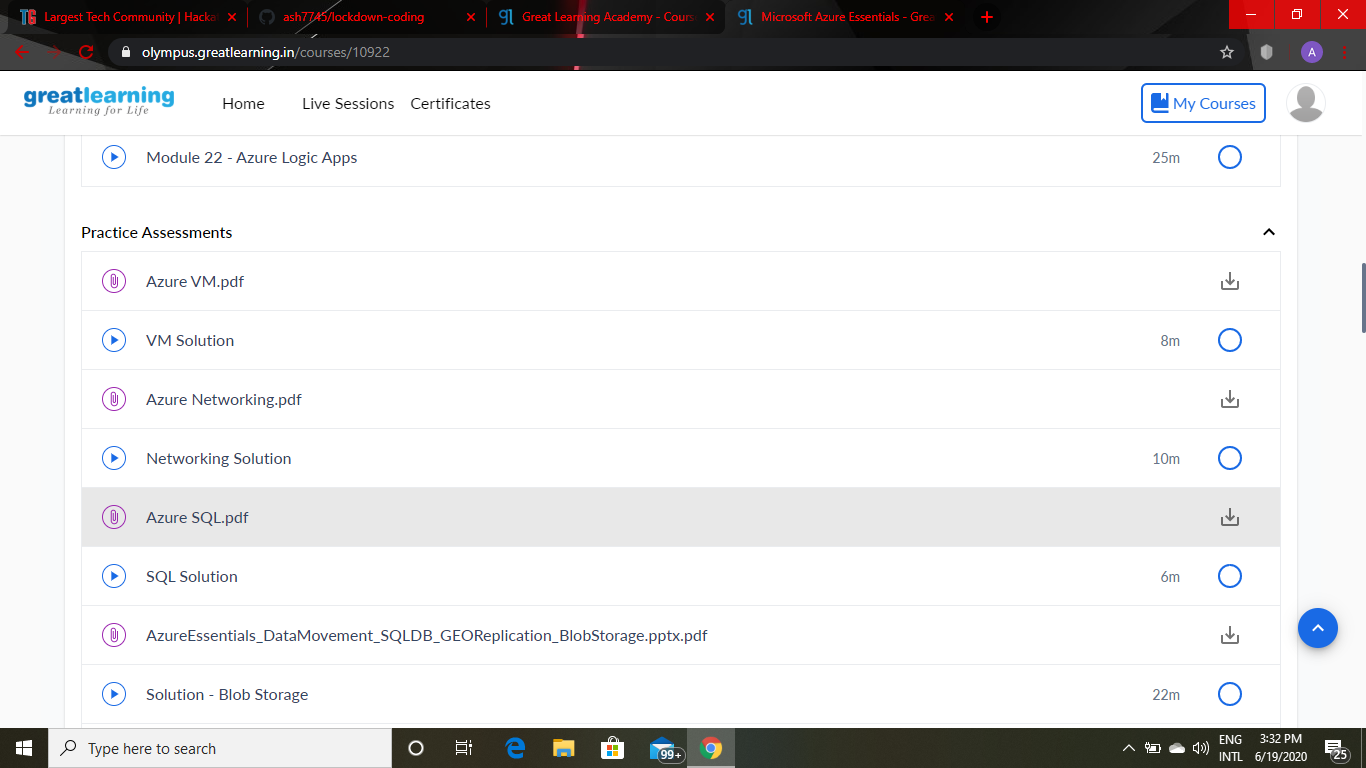 Largest Tech Community | Hacka
ash7745/lockdown-coding
Great Learning Academy - Cours
Microsoft Azure Essentials - Grea
olympus.greatlearning.in/courses/10922
A
greatlearning
Learning for Life
Home
Live Sessions
Certificates
My Courses
Module 22 - Azure Logic Apps 25m
Practice Assessments
Azure VM.pdf
VM Solution 8m
Azure Networking.pdf
Networking Solution 10m
Azure SQL.pdf
SQL Solution 6m
AzureEssentials_DataMovement_SQLDB_GEOReplication_BlobStorage.pptx.pdf
Solution - Blob Storage 22m
Type here to search
99+
ENG
INTL
3:32 PM
6/19/2020
25